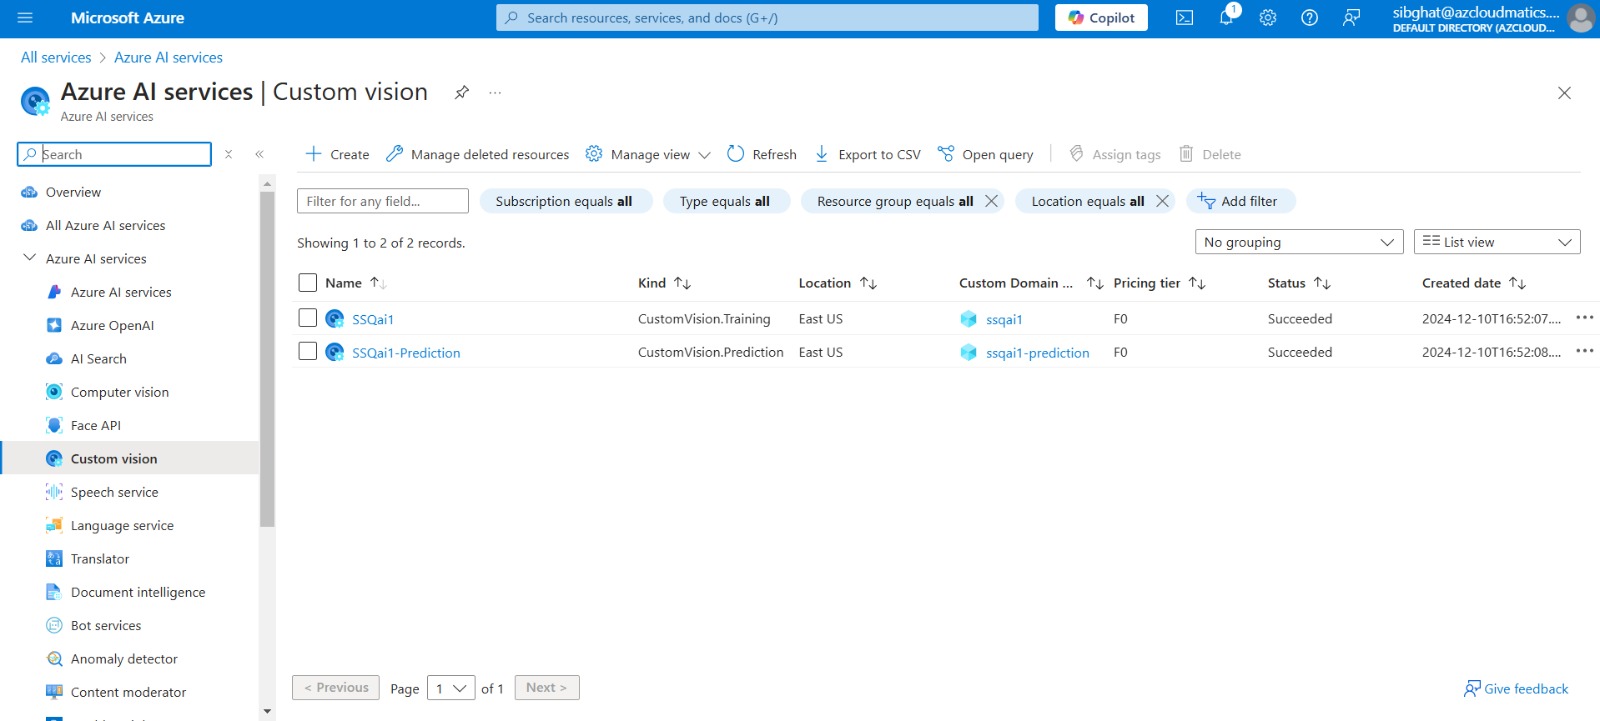 Microsoft Azure
Search resources, services, and docs (G+/)
Copilot
1
sibghat@azcloudmatics....
DEFAULT DIRECTORY (AZCLOUD...
All services > Azure AI services
Azure AI services | Custom vision
...
Azure AI services
Search
Create
Manage deleted resources
Manage view
Refresh
Export to CSV
Open query
Assign tags
Delete
Overview
All Azure AI services
Azure AI services
Azure AI services
Azure OpenAI
AI Search
Computer vision
Face API
Custom vision
Speech service
Language service
Translator
Document intelligence
Bot services
Anomaly detector
Content moderator
Filter for any field...
Subscription equals all
Type equals all
Resource group equals all
Location equals all
Add filter
Showing 1 to 2 of 2 records.
No grouping
List view
Name Kind Location Custom Domain ... Pricing tier Status Created date
SSQai1 CustomVision.Training East US ssqai1 F0 Succeeded 2024-12-10T16:52:07....
SSQai1-Prediction CustomVision.Prediction East US ssqai1-prediction F0 Succeeded 2024-12-10T16:52:08....
< Previous Page 1 of 1 Next >
Give feedback